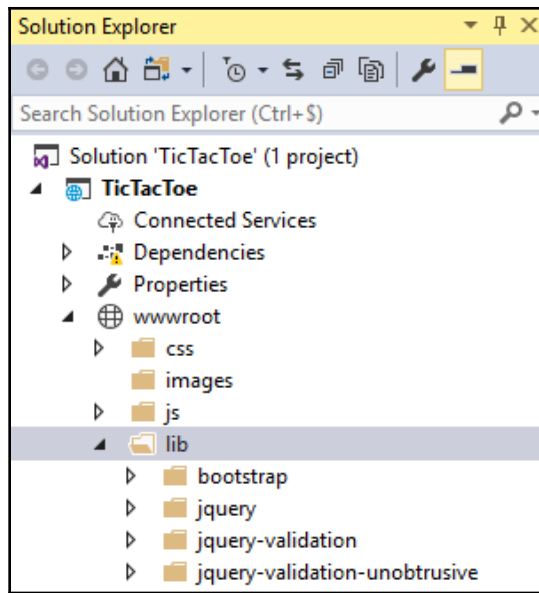 Solution Explorer
Search Solution Explorer (Ctrl+$)
Solution 'TicTacToe' (1 project)
TicTacToe
Connected Services
Dependencies
Properties
wwwroot
css
images
js
lib
bootstrap
jquery
jquery-validation
jquery-validation-unobtrusive